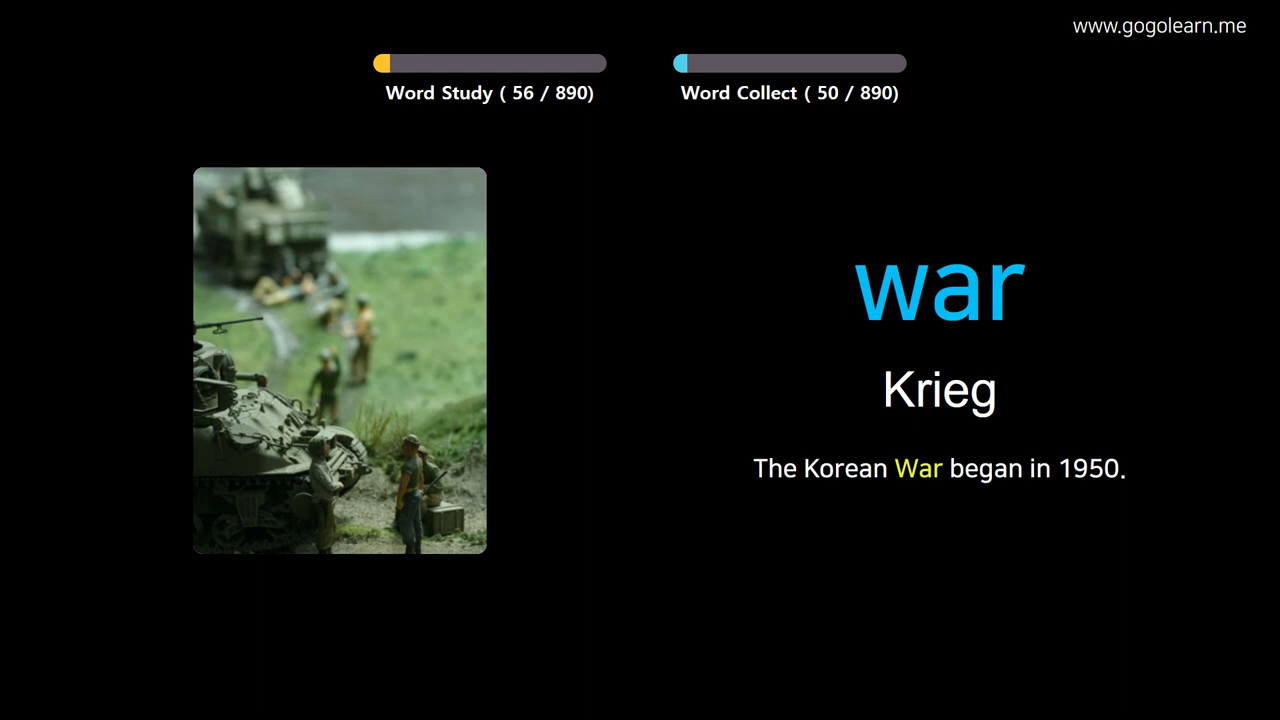 www.gogolearn.me
Word Study ( 56 / 890)
Word Collect ( 50 / 890)
war
Krieg
The Korean War began in 1950.